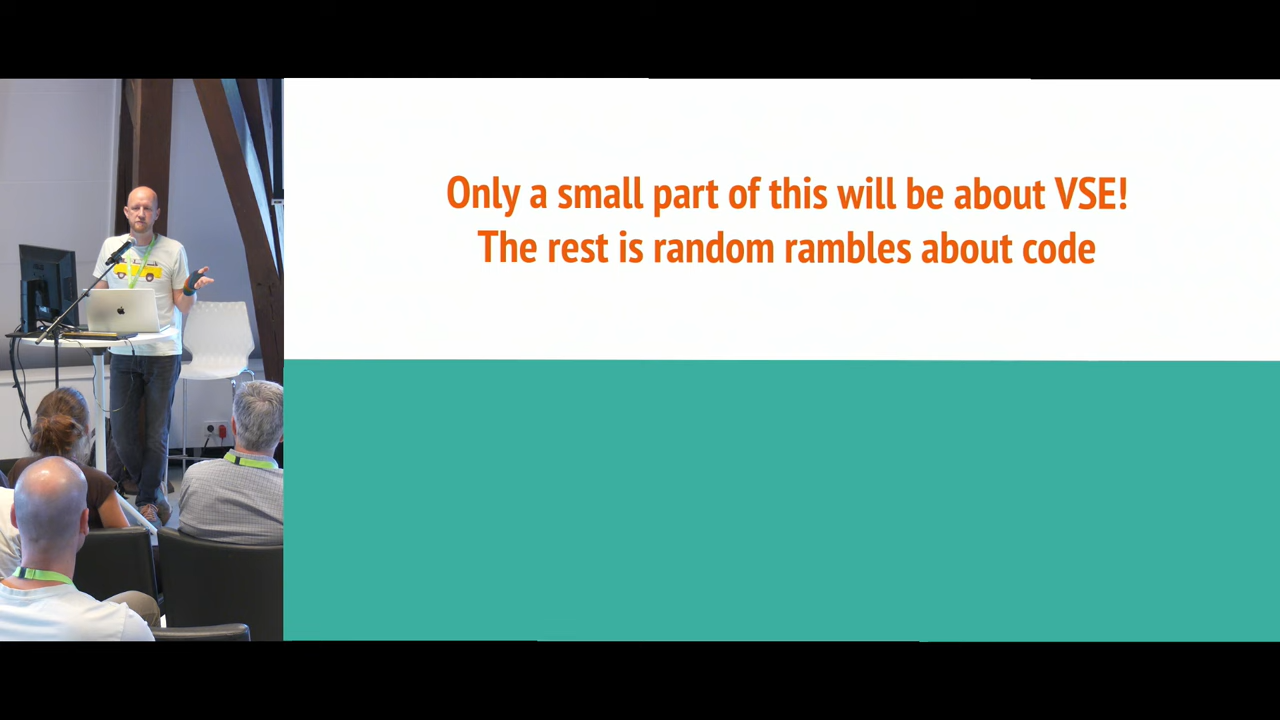 Only a small part of this will be about VSE!
The rest is random rambles about code